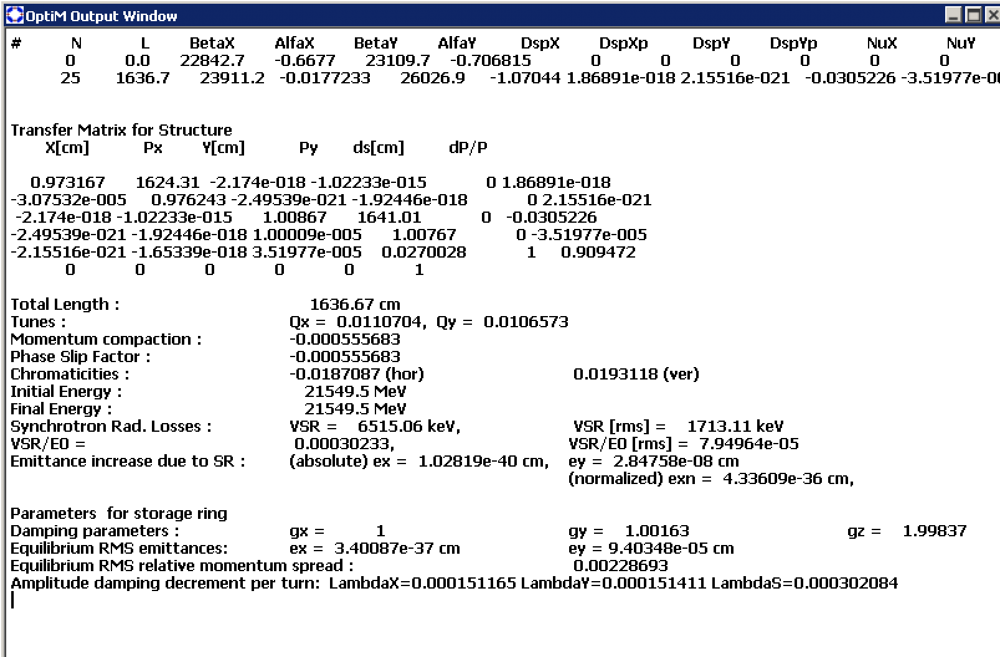 OptiM Output Window
# N L BetaX AlfaX BetaY AlfaY DspX DspXp DspY DspYp NuX NuY
0 0.0 22842.7 -0.6677 23109.7 -0.706815 0 0 0 0 0 0
25 1636.7 23911.2 -0.0177233 26026.9 -1.07044 1.86891e-018 2.15516e-021 -0.0305226 -3.51977e-00
Transfer Matrix for Structure
X[cm] Px Y[cm] Py ds[cm] dP/P
0.973167 1624.31 -2.174e-018 -1.02233e-015 0 1.86891e-018
-3.07532e-005 0.976243 -2.49539e-021 -1.92446e-018 0 2.15516e-021
-2.174e-018 -1.02233e-015 1.00867 1641.01 0 -0.0305226
-2.49539e-021 -1.92446e-018 1.00009e-005 1.00767 0 -3.51977e-005
-2.15516e-021 -1.65339e-018 3.51977e-005 0.0270028 1 0.909472
0 0 0 0 0 1
Total Length : 1636.67 cm
Tunes : Qx = 0.0110704, Qy = 0.0106573
Momentum compaction : -0.000555683
Phase Slip Factor : -0.000555683
Chromaticities : -0.0187087 (hor) 0.0193118 (ver)
Initial Energy : 21549.5 MeV
Final Energy : 21549.5 MeV
Synchrotron Rad. Losses : VSR = 6515.06 keV, VSR [rms] = 1713.11 keV
VSR/E0 = 0.00030233, VSR/E0 [rms] = 7.94964e-05
Emittance increase due to SR : (absolute) ex = 1.02819e-40 cm, ey = 2.84758e-08 cm
(normalized) exn = 4.33609e-36 cm,
Parameters for storage ring
Damping parameters : gx = 1 gy = 1.00163 gz = 1.99837
Equilibrium RMS emittances: ex = 3.40087e-37 cm ey = 9.40348e-05 cm
Equilibrium RMS relative momentum spread : 0.00228693
Amplitude damping decrement per turn: LambdaX=0.000151165 LambdaY=0.000151411 LambdaS=0.000302084